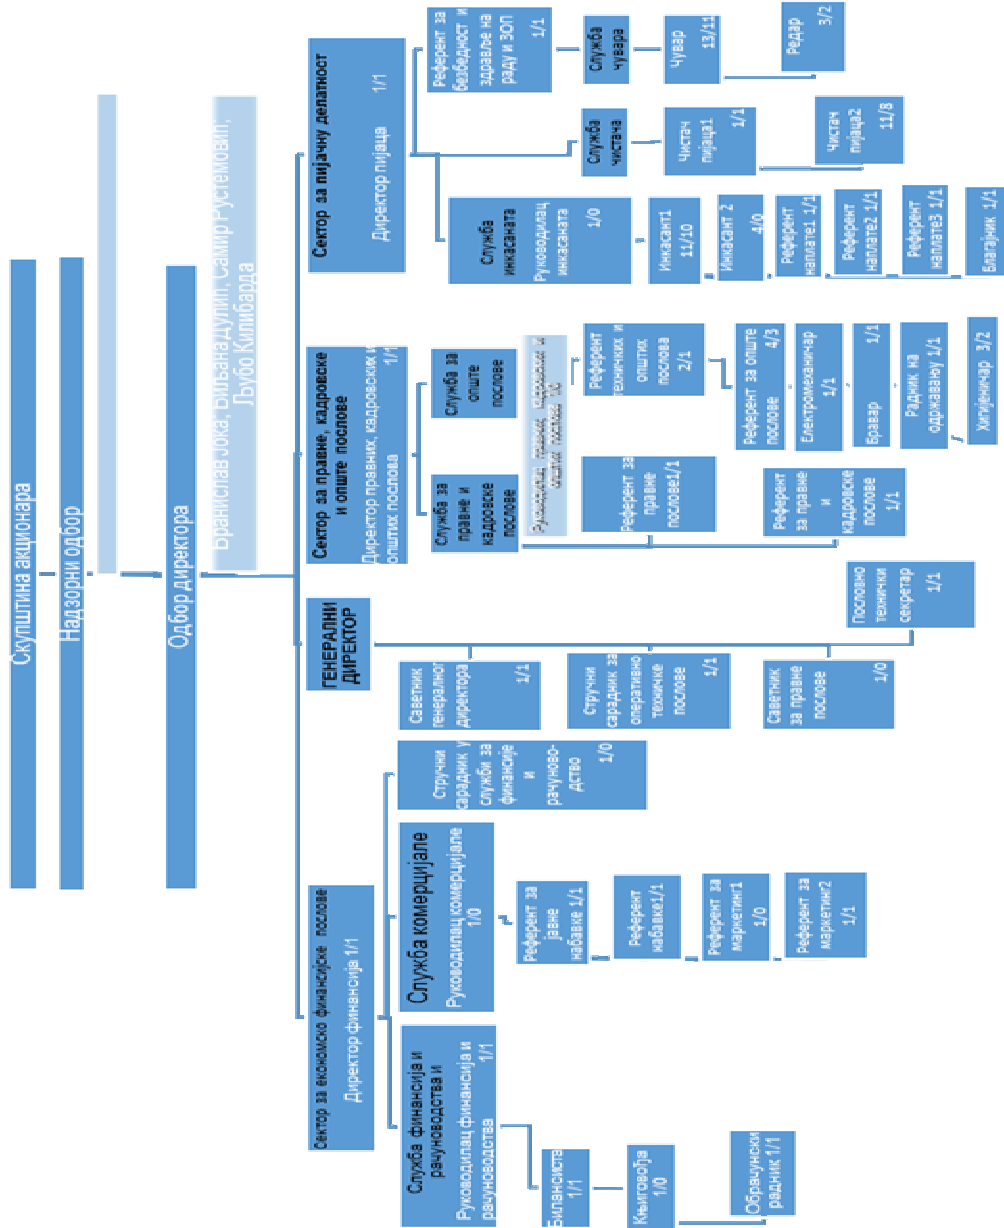 Скупштина акционара
Надзорни одбор
Одбор директора
Бранислав Јока, Биљана Дулић, Самир Рустемовић,
Љубо Килибарда
Сектор за економско финансијске послове
Директор финансија 1/1
Служба финансија и
рачуноводства и
Руководилац финансија и
рачуноводства 1/1
Билансиста
1/1
Књиговођа
1/0
Обрачунски
радник 1/1
Служба комерцијале
Руководилац комерцијале
1/0
Референт за
јавне
набавке 1/1
Референт
набавке1/1
Референт за
маркетинг1
1/0
Референт за
маркетинг2
1/1
Стручни
сарадник у
служби за
финансије
и
рачуново-
дство
1/0
ГЕНЕРАЛНИ
ДИРЕКТОР
Саветник
генералног
директора
1/1
Стручни
сарадник за
оперативно
техничке
послове
1/1
Саветник
за правне
послове
1/0
Пословно
технички
секретар
1/1
Сектор за правне, кадровске
и опште послове
Директор правних, кадровских и
општих послова 1/1
Служба за
правне и
кадровске
послове
Служба за
опште
послове
Руководилац правних, кадровских и
општих послова 1/0
Референт за
правне
послове1/1
Референт
за правне
и
кадровске
послове
1/1
Референт
техничких и
општих
послова
2/1
Референт за опште
послове 4/3
Електромеханичар
1/1
Бравар 1/1
Радник на
одржавању 1/1
Хигијеничар 3/2
Сектор за пијачну делатност
Директор пијаца 1/1
Референт за
безбедност и
здравље на
раду и ЗОП
1/1
Служба
чувара
Чувар
13/11
Редар
3/2
Служба
чистача
Чистач
пијаца1
1/1
Чистач
пијаца2
11/8
Служба
инкасаната
Руководилац
инкасаната
1/0
Инкасант1
11/10
Инкасант 2
4/0
Референт
наплате1 1/1
Референт
наплате2 1/1
Референт
наплате3 1/1
Благајник 1/1